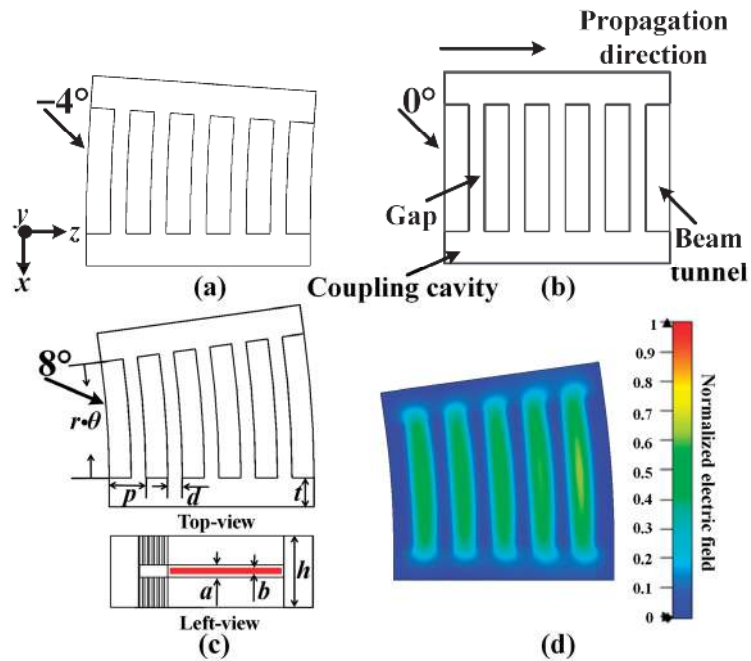 −4°
y
z
x
(a)
Propagation
direction
0°
Gap
Coupling cavity
Beam
tunnel
(b)
8°
r•θ
p
d
t
Top-view
a
b
h
Left-view
(c)
1
0.9
0.8
0.7
0.6
0.5
0.4
0.3
0.2
0.1
0
Normalized electric
field
(d)